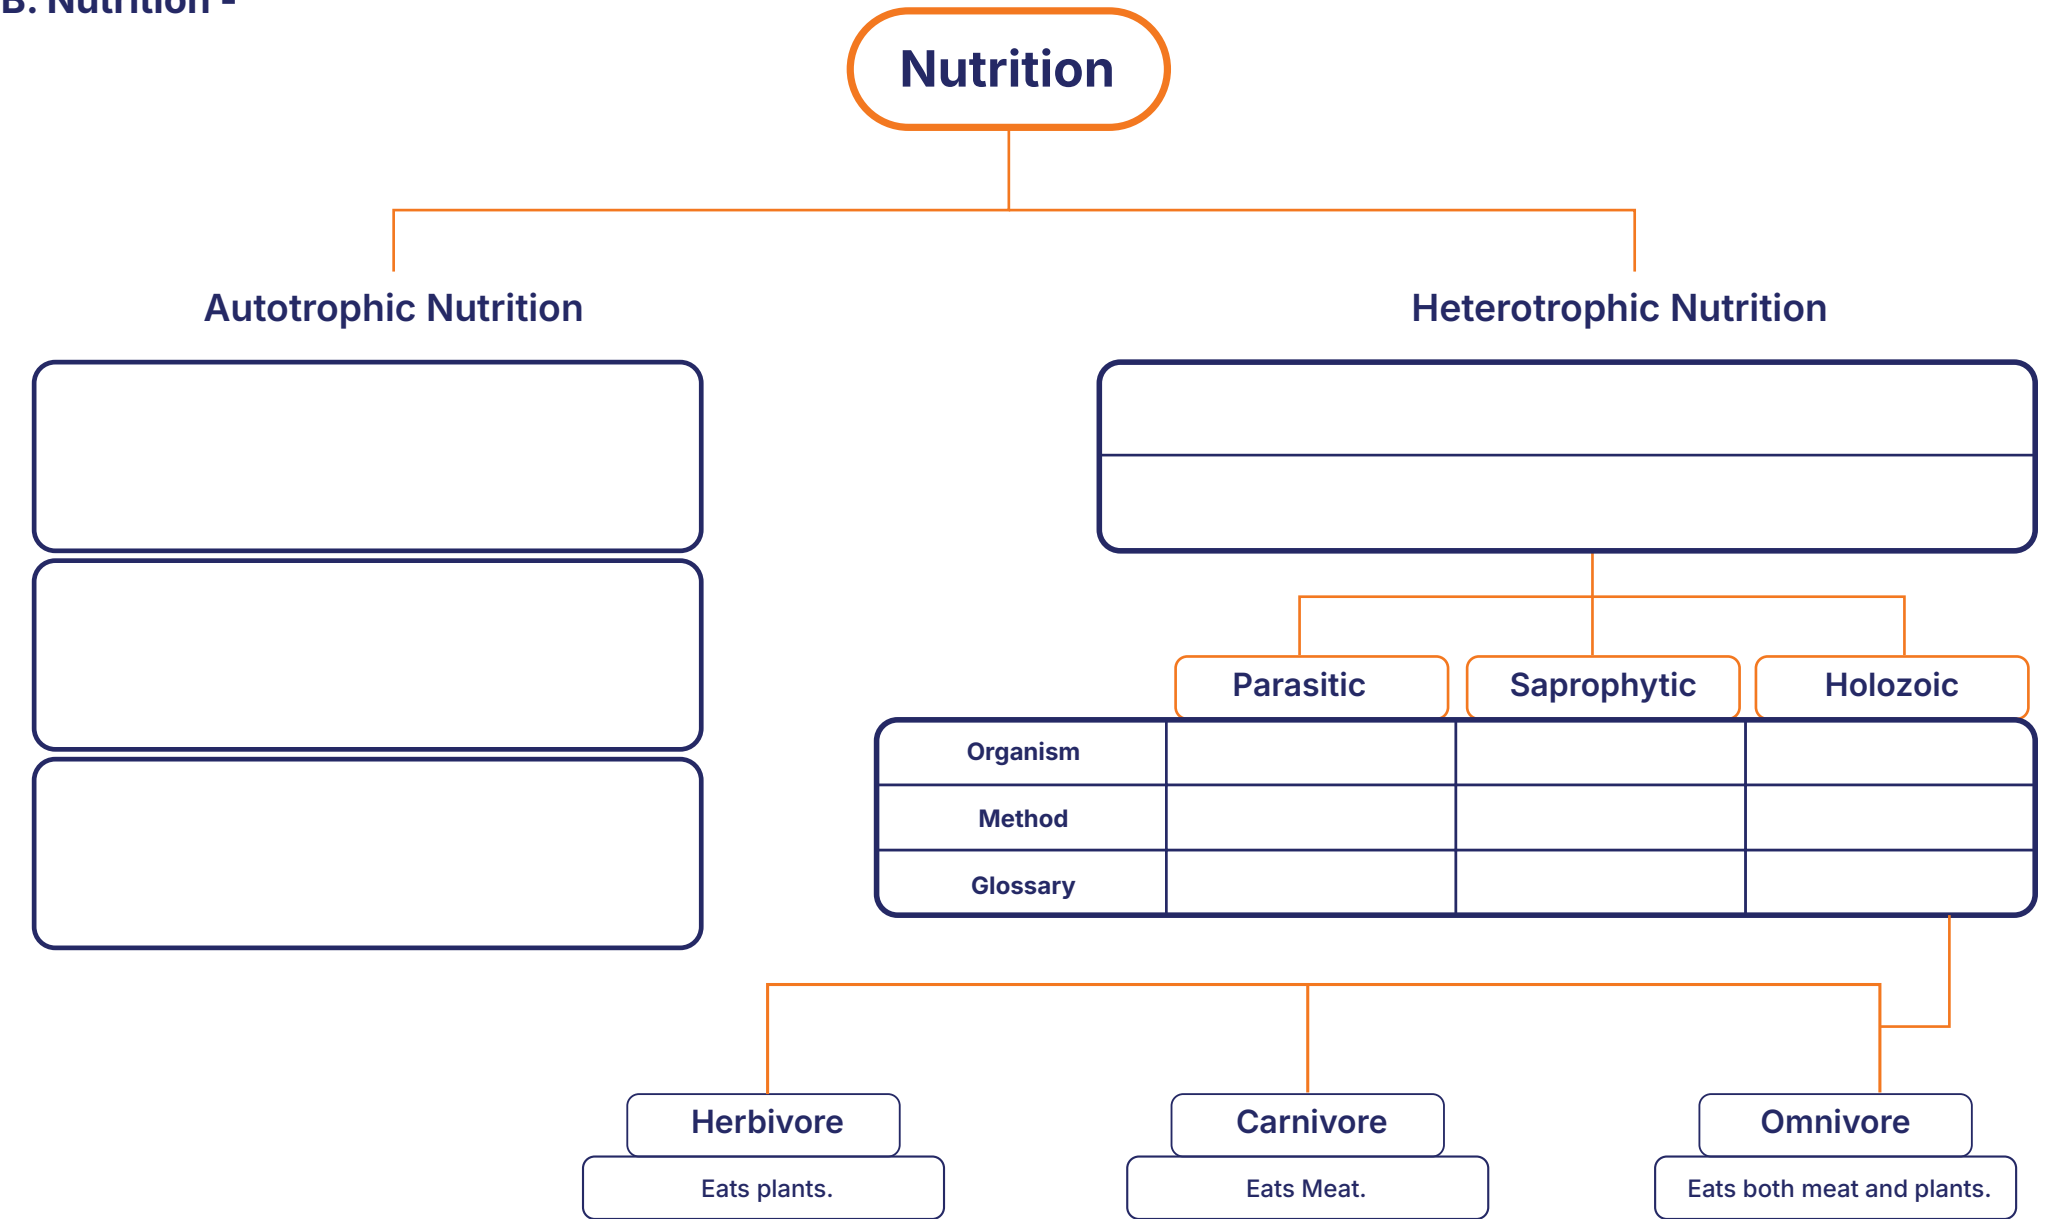 B. Nutrition -
Nutrition
Autotrophic Nutrition
Heterotrophic Nutrition
Parasitic
Saprophytic
Holozoic
Organism
Method
Glossary
Herbivore
Carnivore
Omnivore
Eats plants.
Eats Meat.
Eats both meat and plants.